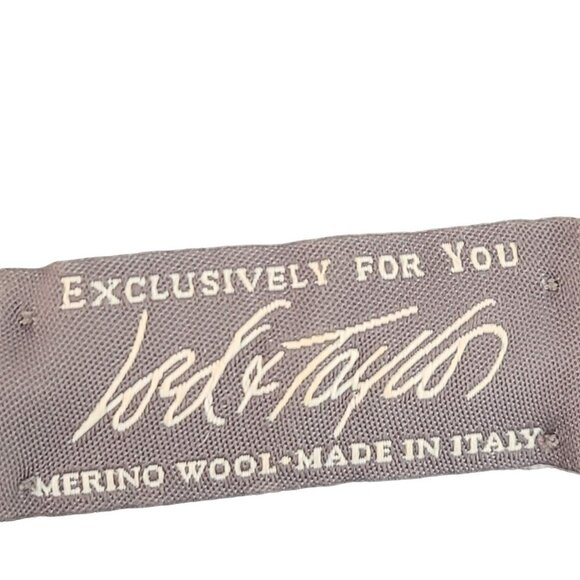 EXCLUSIVELY FOR YOU
Lord & Taylor
MERINO WOOL•MADE IN ITALY